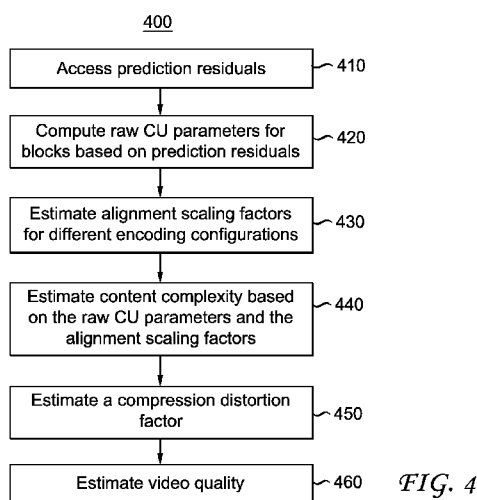 400
Access prediction residuals
410
Compute raw CU parameters for
blocks based on prediction residuals
420
Estimate alignment scaling factors
for different encoding configurations
430
Estimate content complexity based
on the raw CU parameters and the
alignment scaling factors
440
Estimate a compression distortion
factor
450
Estimate video quality
460
FIG. 4